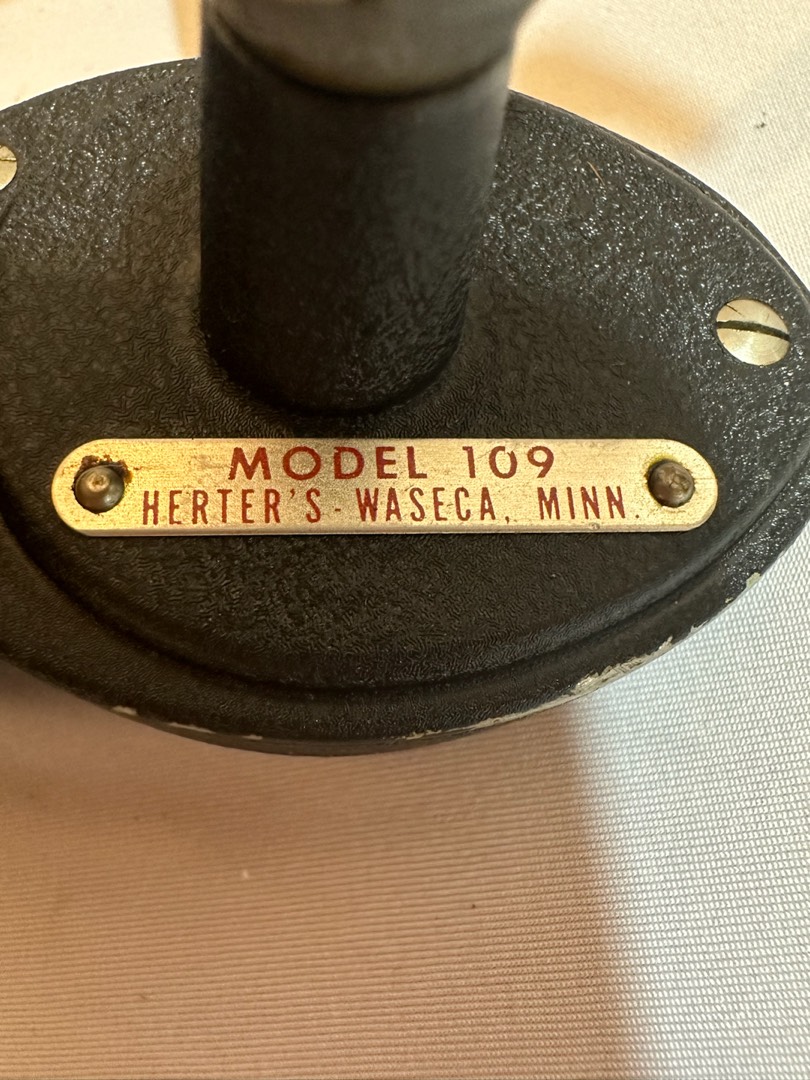 MODEL 109
HERTER'S - WASECA, MINN.